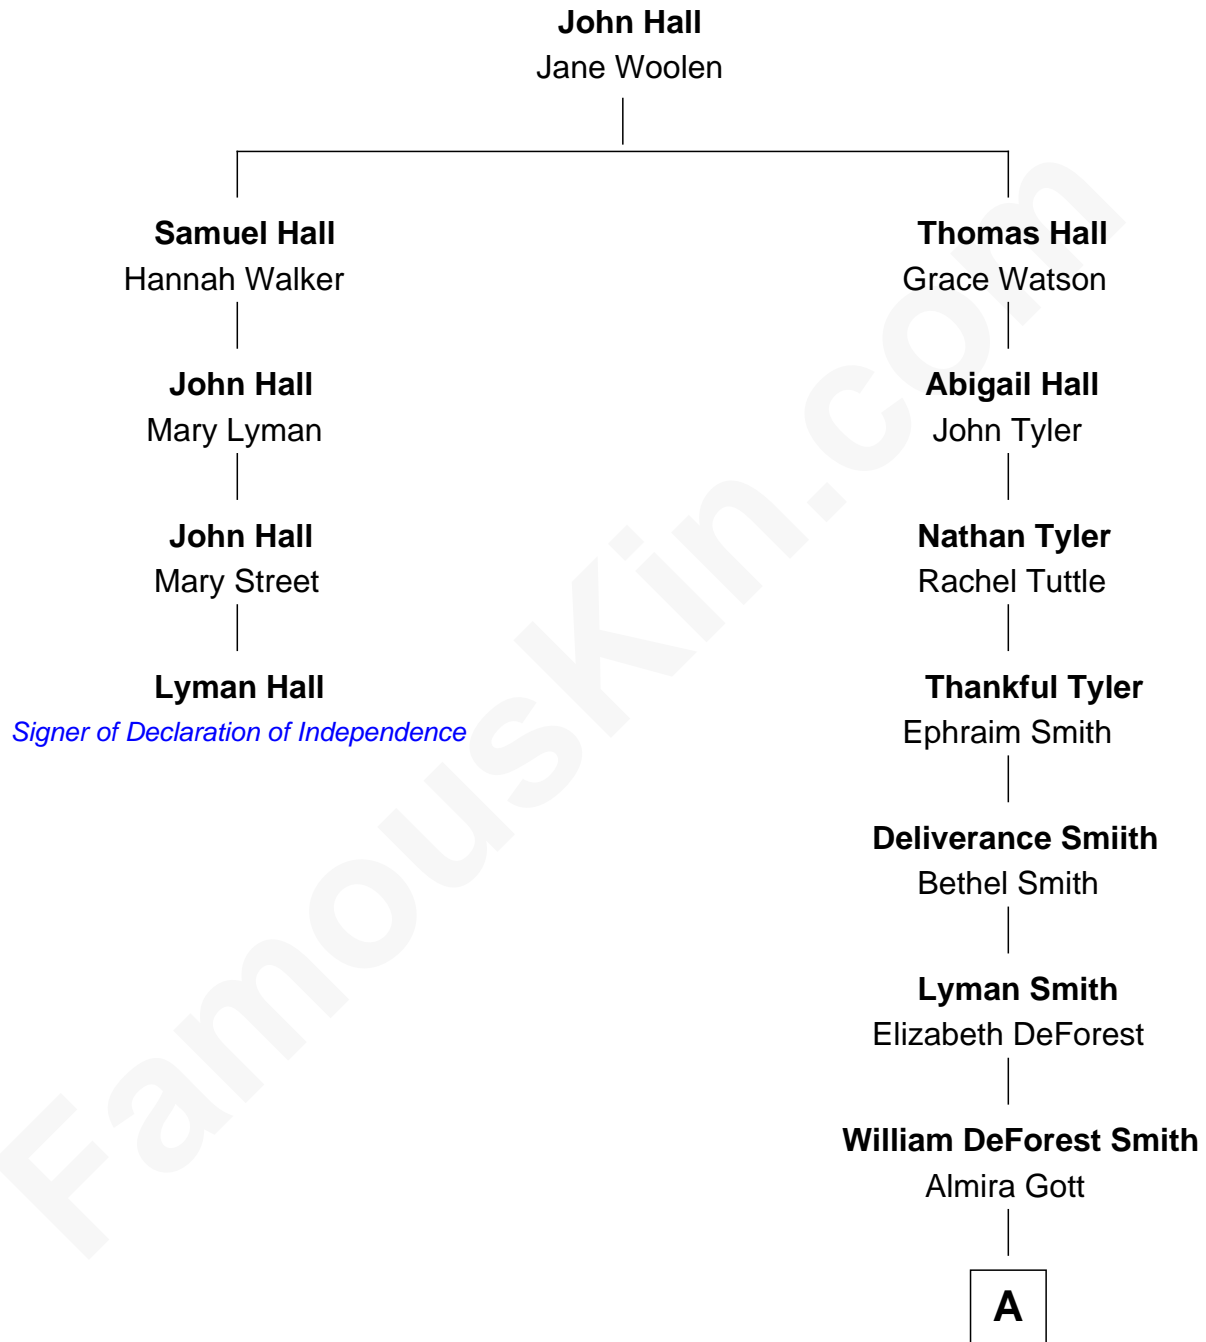 John Hall
Jane Woolen
Samuel Hall
Hannah Walker
John Hall
Mary Lyman
John Hall
Mary Street
Lyman Hall
Signer of Declaration of Independence
Thomas Hall
Grace Watson
Abigail Hall
John Tyler
Nathan Tyler
Rachel Tuttle
Thankful Tyler
Ephraim Smith
Deliverance Smiith
Bethel Smith
Lyman Smith
Elizabeth DeForest
William DeForest Smith
Almira Gott
A
FamousKin.com